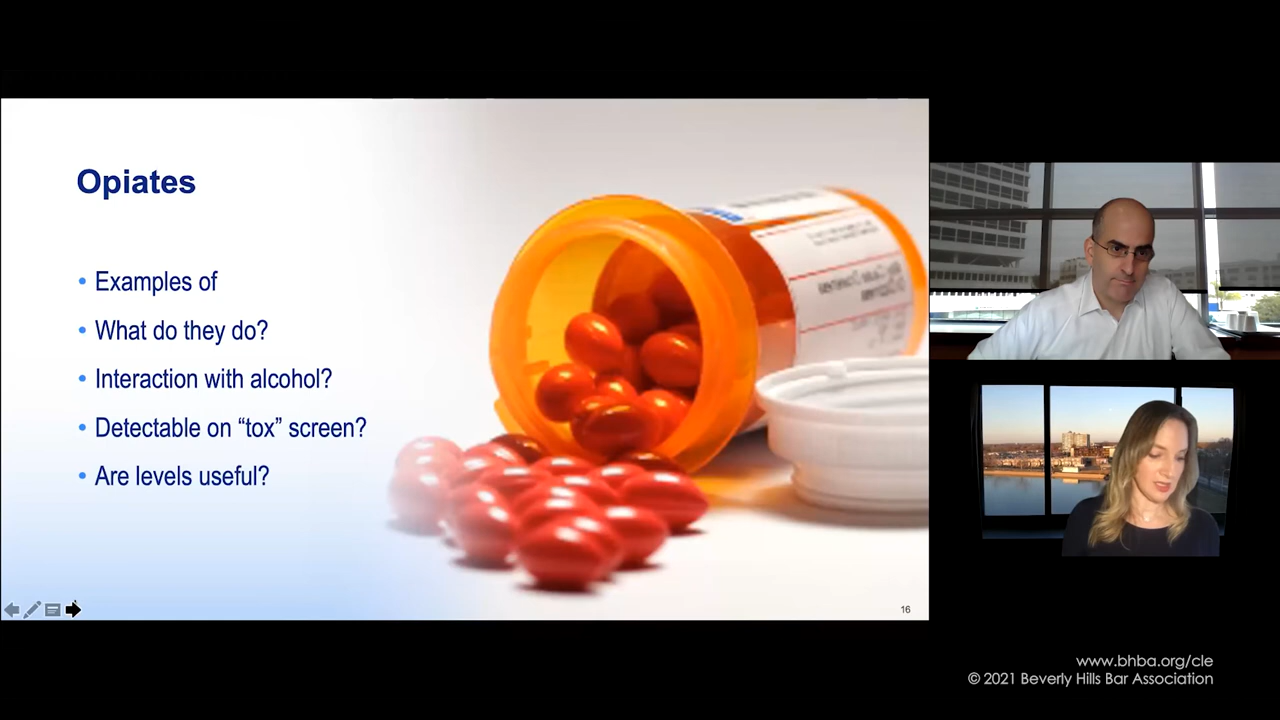 Opiates
• Examples of
• What do they do?
• Interaction with alcohol?
• Detectable on “tox” screen?
• Are levels useful?
16
www.bhba.org/cle
© 2021 Beverly Hills Bar Association